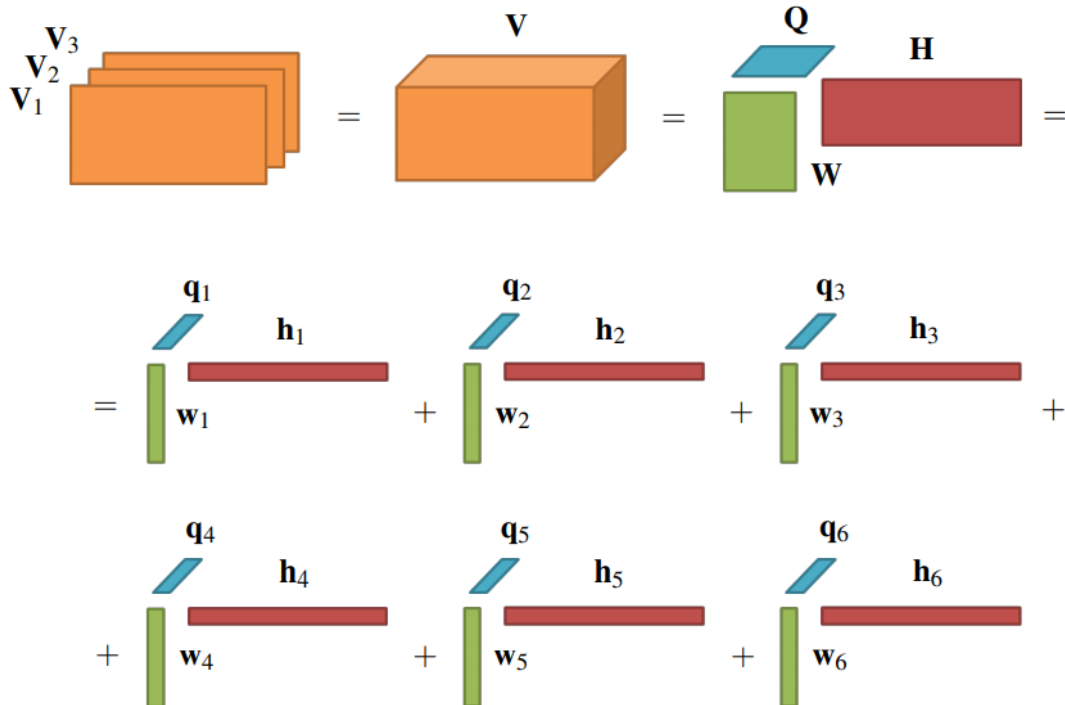 V₃
V₂
V₁
=
V
=
Q
H
W
=
=
q₁
h₁
w₁
+
q₂
h₂
w₂
+
q₃
h₃
w₃
+
+
q₄
h₄
w₄
+
q₅
h₅
w₅
+
q₆
h₆
w₆